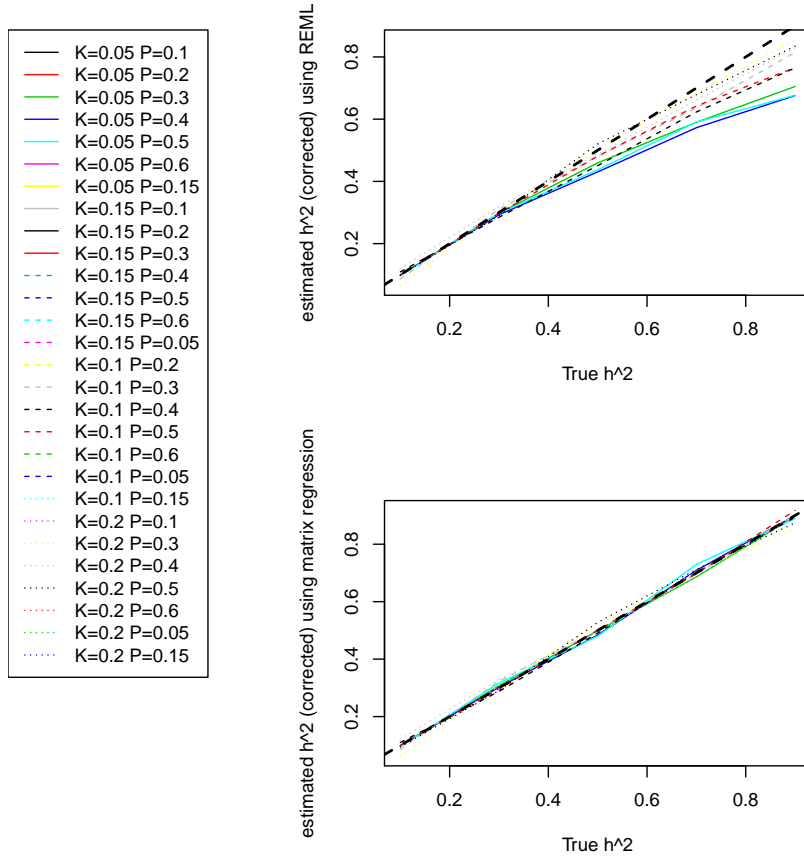 K=0.05 P=0.1
K=0.05 P=0.2
K=0.05 P=0.3
K=0.05 P=0.4
K=0.05 P=0.5
K=0.05 P=0.6
K=0.05 P=0.15
K=0.15 P=0.1
K=0.15 P=0.2
K=0.15 P=0.3
K=0.15 P=0.4
K=0.15 P=0.5
K=0.15 P=0.6
K=0.15 P=0.05
K=0.1 P=0.2
K=0.1 P=0.3
K=0.1 P=0.4
K=0.1 P=0.5
K=0.1 P=0.6
K=0.1 P=0.05
K=0.1 P=0.15
K=0.2 P=0.1
K=0.2 P=0.3
K=0.2 P=0.4
K=0.2 P=0.5
K=0.2 P=0.6
K=0.2 P=0.05
K=0.2 P=0.15
estimated h^2 (corrected) using REML
0.8
0.6
0.4
0.2
0.2 0.4 0.6 0.8
True h^2
estimated h^2 (corrected) using matrix regression
0.8
0.6
0.4
0.2
0.2 0.4 0.6 0.8
True h^2